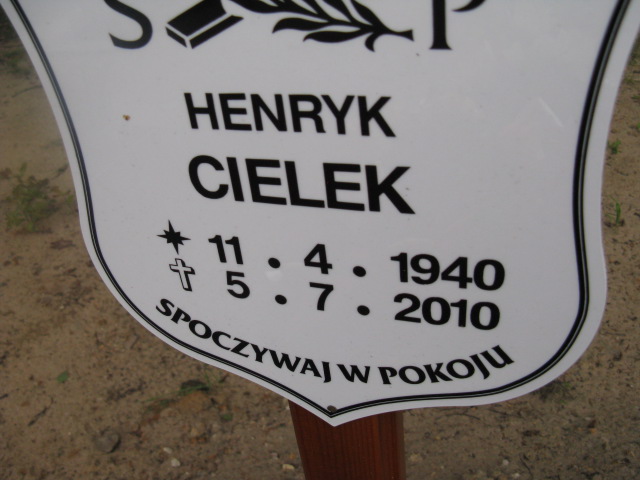 S P
HENRYK
CIELEK
11 . 4 . 1940
5 . 7 . 2010
SPOCZYWAJ W POKOJU